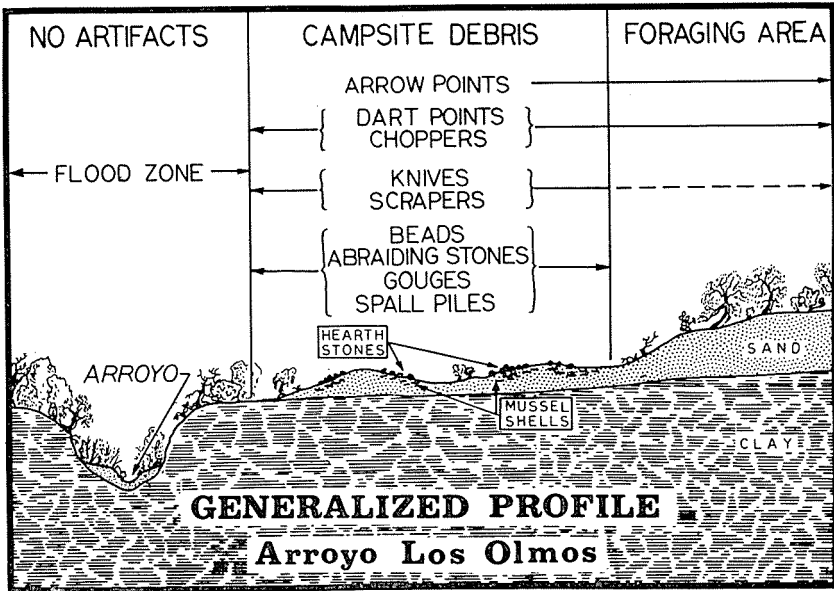 NO ARTIFACTS
CAMPSITE DEBRIS
FORAGING AREA
ARROW POINTS
DART POINTS
CHOPPERS
FLOOD ZONE
KNIVES
SCRAPERS
BEADS
ABRAIDING STONES
GOUGES
SPALL PILES
HEARTH
STONES
ARROYO
SAND
MUSSEL
SHELLS
CLAY
GENERALIZED PROFILE
Arroyo Los Olmos